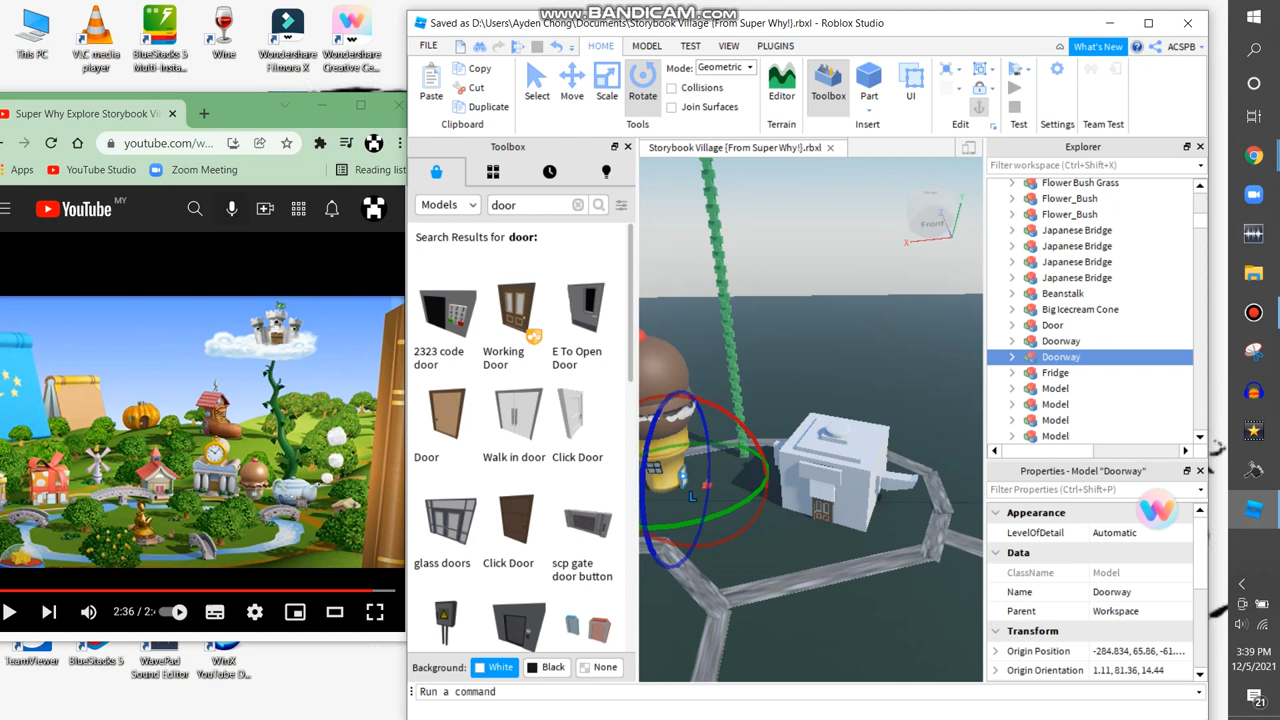 www.BANDICAM.com
Saved as D:\Users\Ayden Chong\Documents\Storybook Village {From Super Why!}.rbxl - Roblox Studio
This PC
VLC media player
BlueStacks 5 Multi-Insta...
Wine
Wondershare Filmora X
Wondershare Creative Ce...
FILE HOME MODEL TEST VIEW PLUGINS What's New ACSPB
Paste
Copy
Cut
Duplicate
Clipboard
Select
Move
Scale
Rotate
Mode: Geometric
Collisions
Join Surfaces
Tools
Editor
Terrain
Toolbox
Part
UI
Insert
Edit
Test
Settings
Team Test
Super Why Explore Storybook Vi
youtube.com/w...
Apps YouTube Studio Zoom Meeting Reading list
YouTube MY
2:36 / 2:
TeamViewer
BlueStacks 5
WavePad Sound Editor
WinX YouTube D...
Toolbox
Models door
Search Results for door:
2323 code door
Working Door
E To Open Door
Door
Walk in door
Click Door
glass doors
Click Door
scp gate door button
Background: White Black None
Run a command
Storybook Village {From Super Why!}.rbxl
Front
X
Y
Z
L
Explorer
Filter workspace (Ctrl+Shift+X)
Flower Bush Grass
Flower_Bush
Flower_Bush
Japanese Bridge
Japanese Bridge
Japanese Bridge
Japanese Bridge
Beanstalk
Big Icecream Cone
Door
Doorway
Doorway
Fridge
Model
Model
Model
Model
Properties - Model "Doorway"
Filter Properties (Ctrl+Shift+P)
Appearance
LevelOfDetail Automatic
Data
ClassName Model
Name Doorway
Parent Workspace
Transform
Origin Position -284.834, 65.86, -61....
Origin Orientation 1.11, 81.36, 14.44
3:39 PM
12/5/2021
21